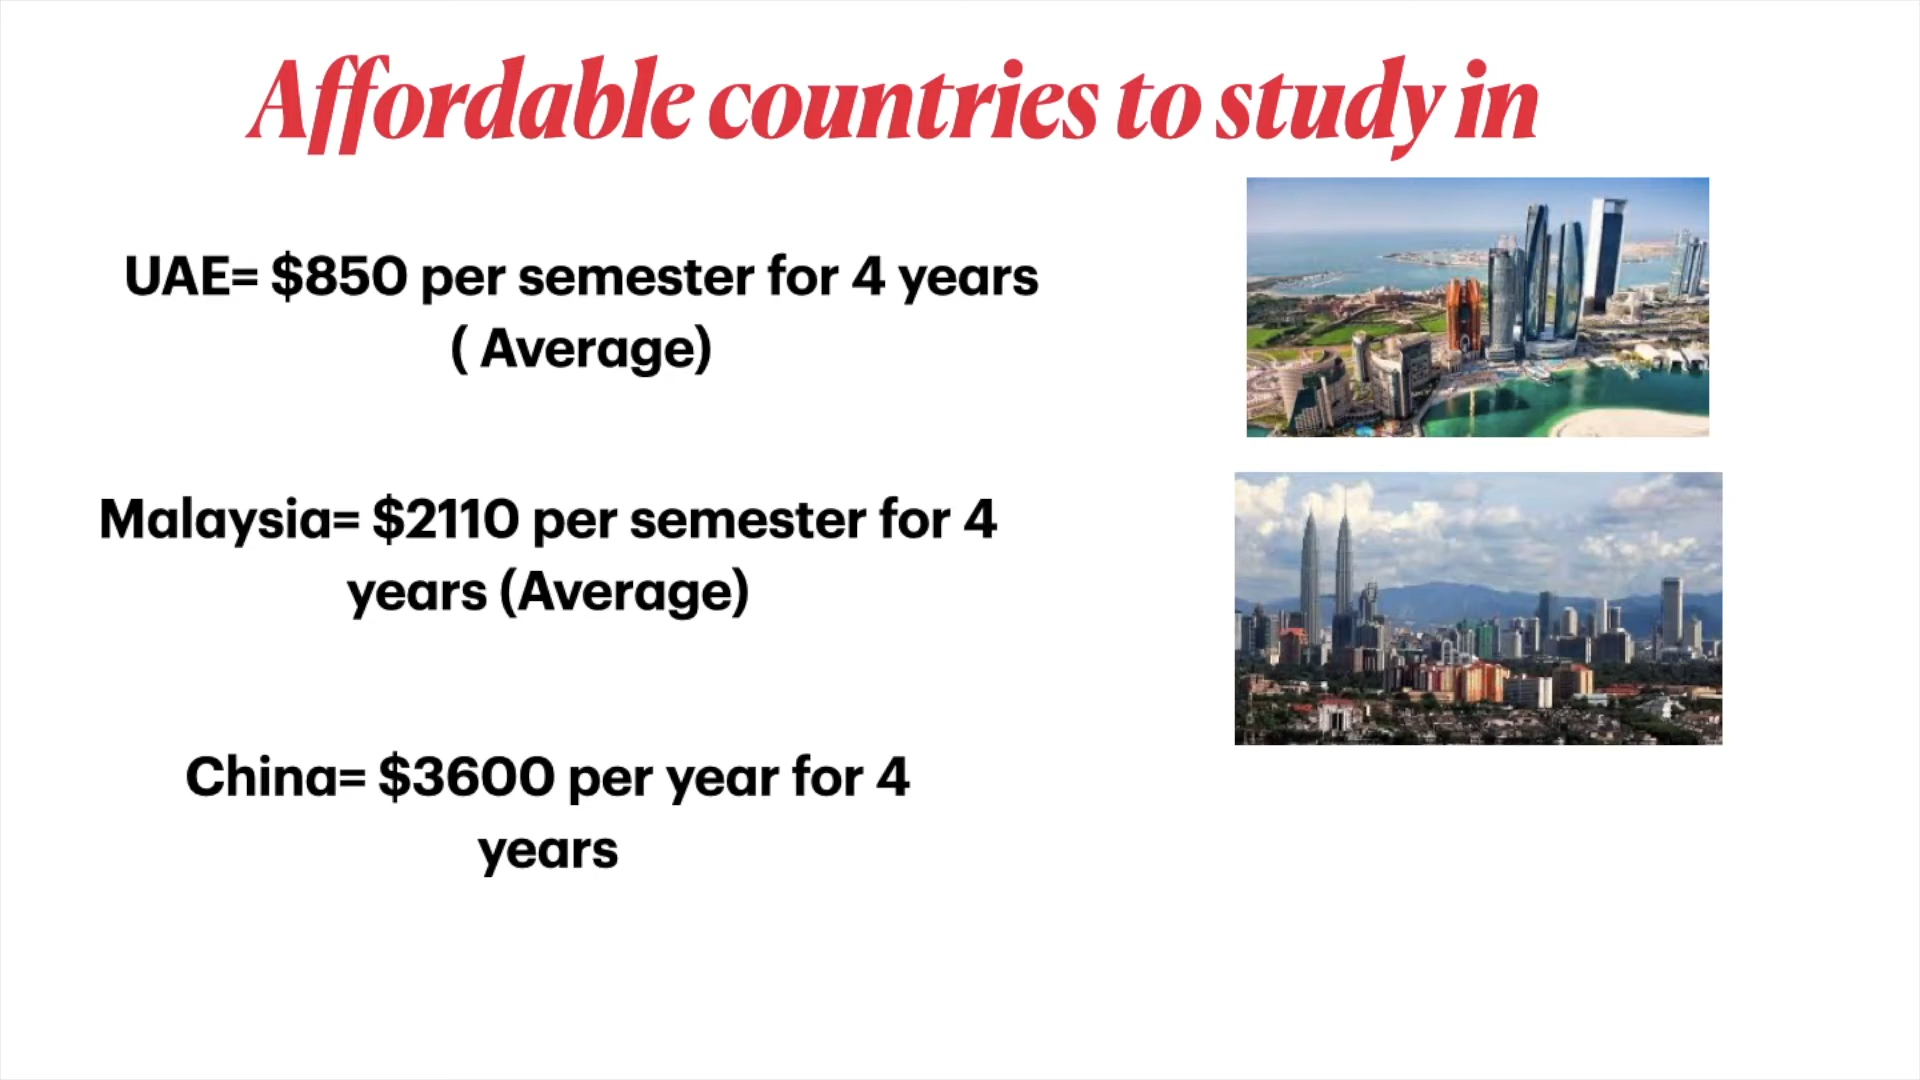 Affordable countries to study in
UAE= $850 per semester for 4 years
( Average)
Malaysia= $2110 per semester for 4
years (Average)
China= $3600 per year for 4
years